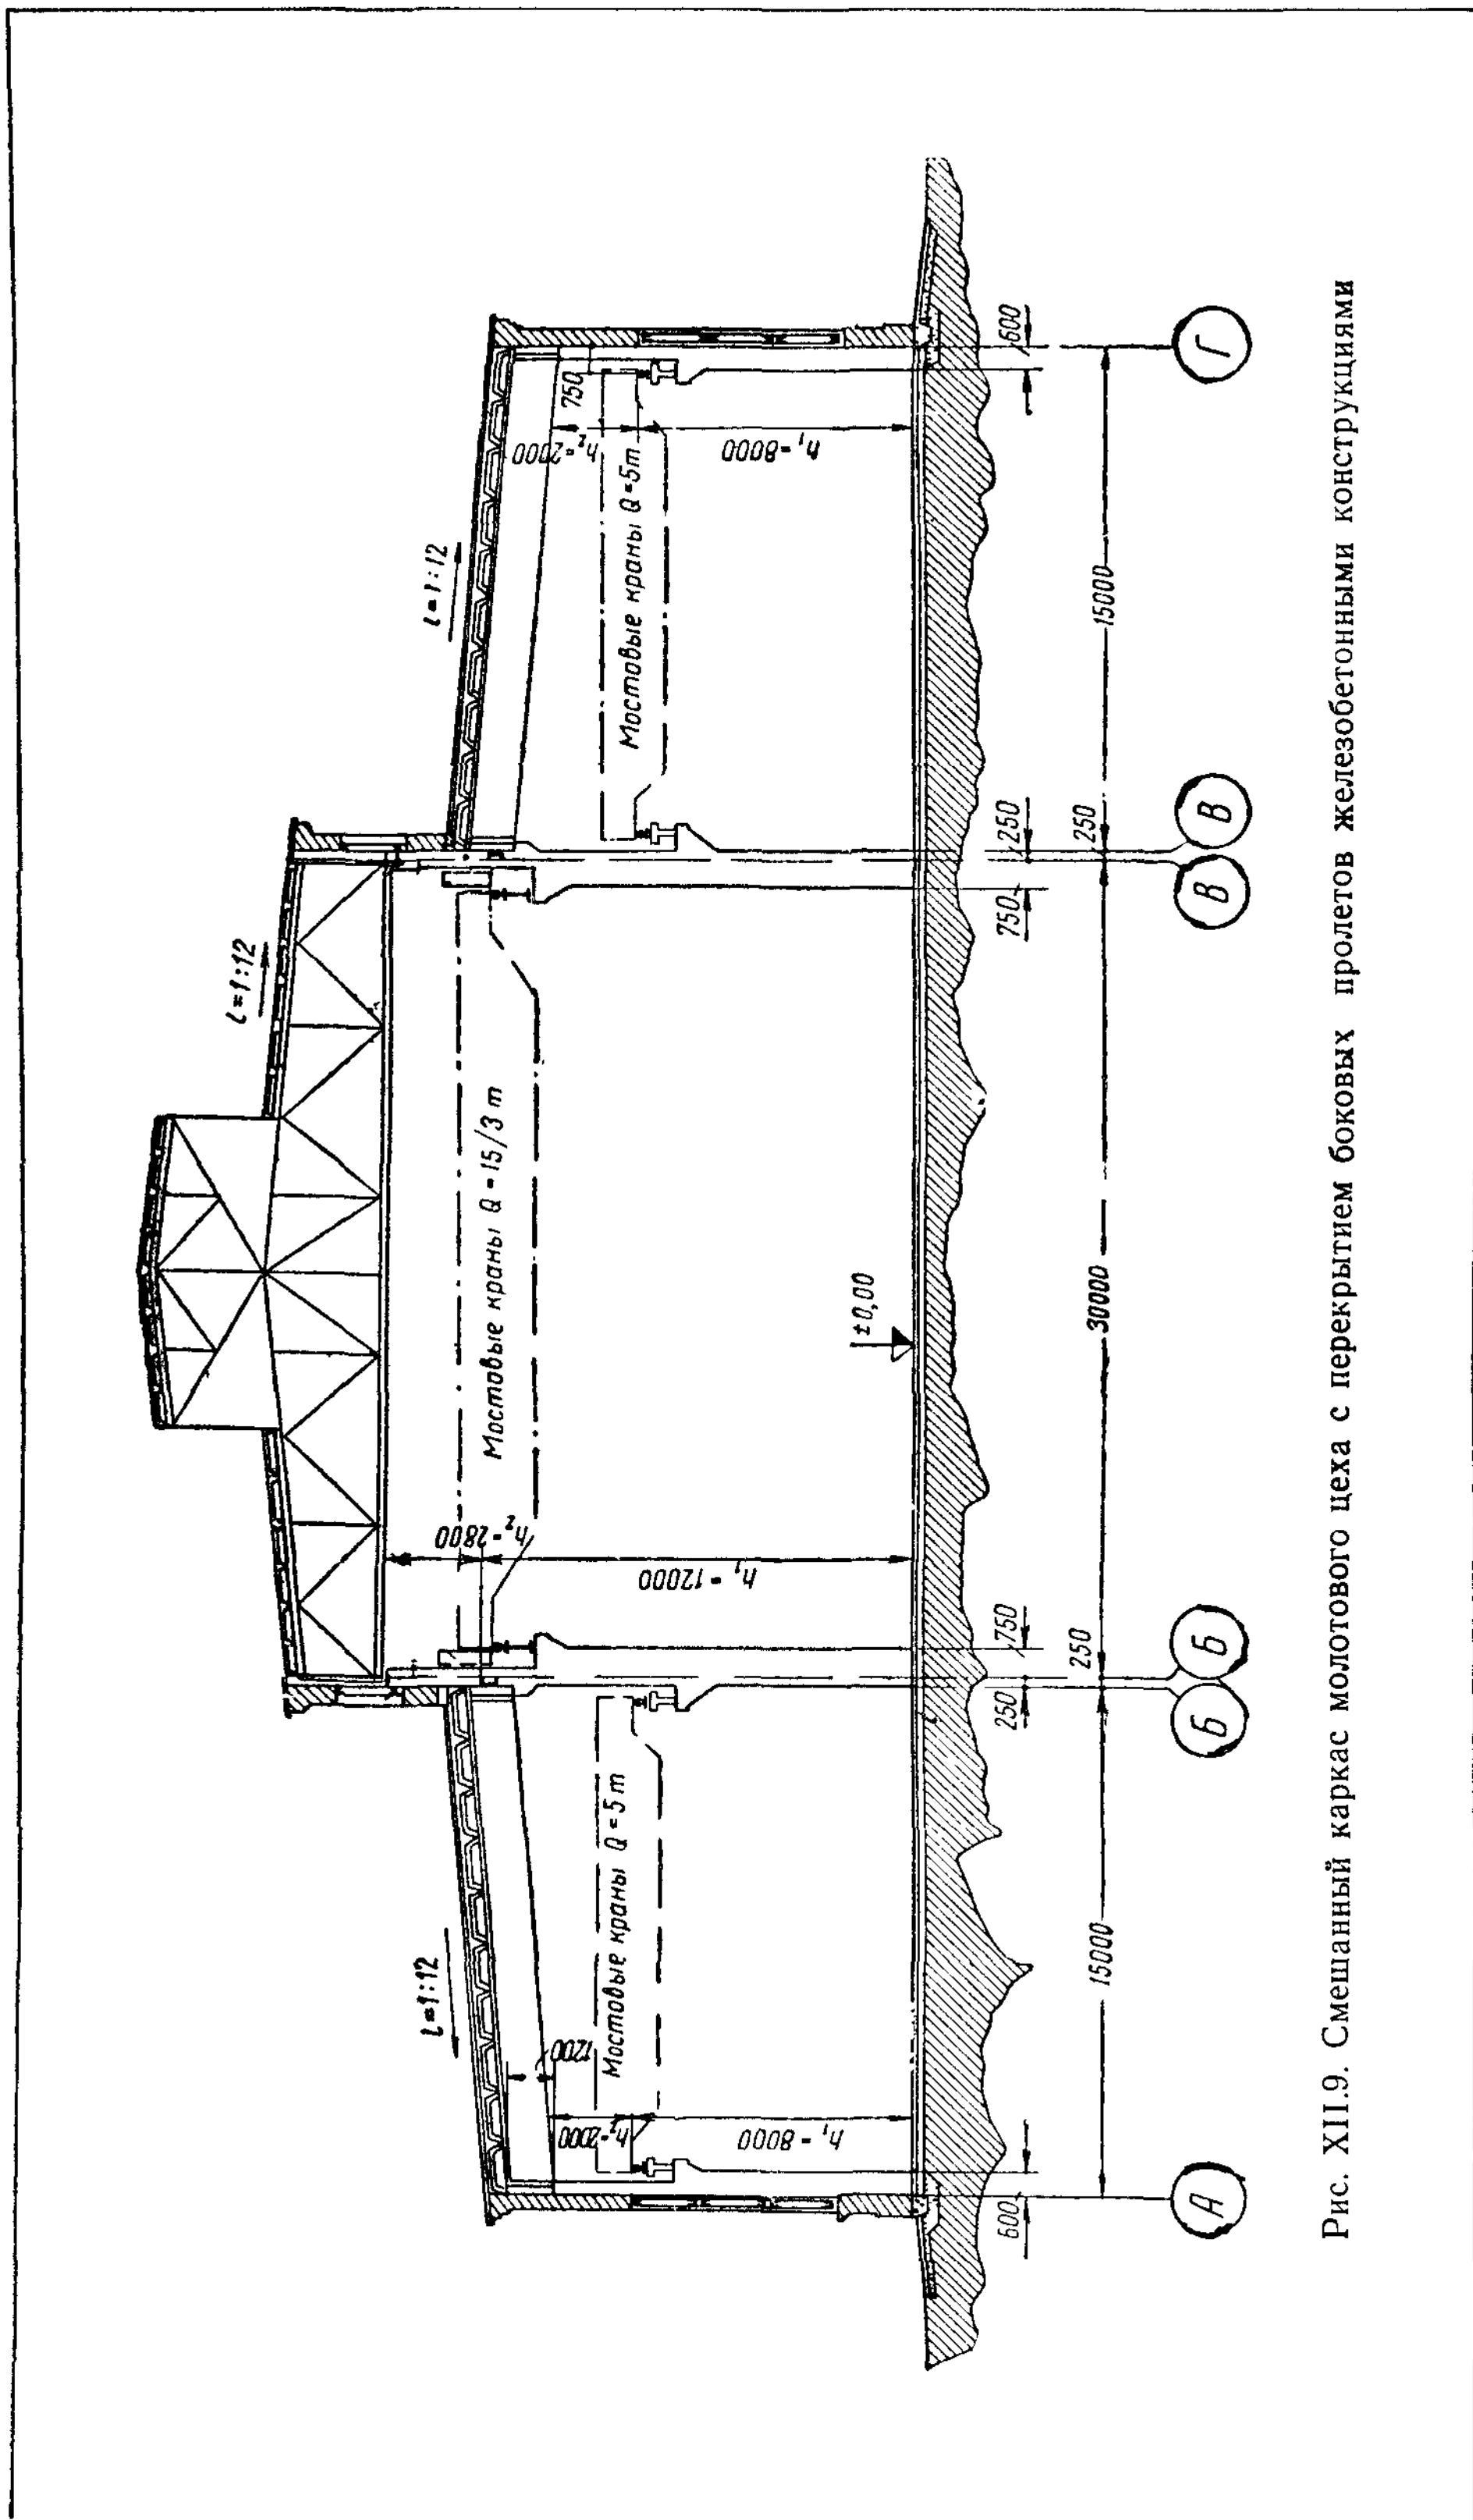 ι=1:12
ι=1:12
ι=1:12
1200
Мостовые краны Q=5т
h₂=2000
h₁=8000
h₂=2800
h₁=12000
Мостовые краны Q=15/3 т
±0,00
Мостовые краны Q=5т
750
h₂=2000
h₁=8000
600
250
750
750
250
600
15000
250
30000
250
15000
А
Б
Б
В
В
Г
Рис. XII.9. Смешанный каркас молотового цеха с перекрытием боковых пролетов железобетонными конструкциями